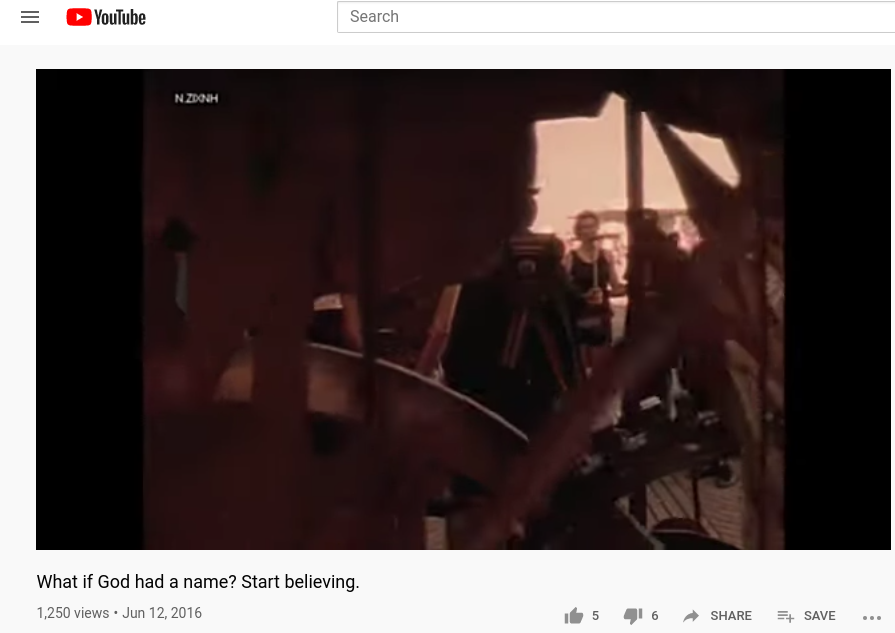 YouTube
Search
N.ZIXNH
What if God had a name? Start believing.
1,250 views • Jun 12, 2016
5
6
SHARE
SAVE